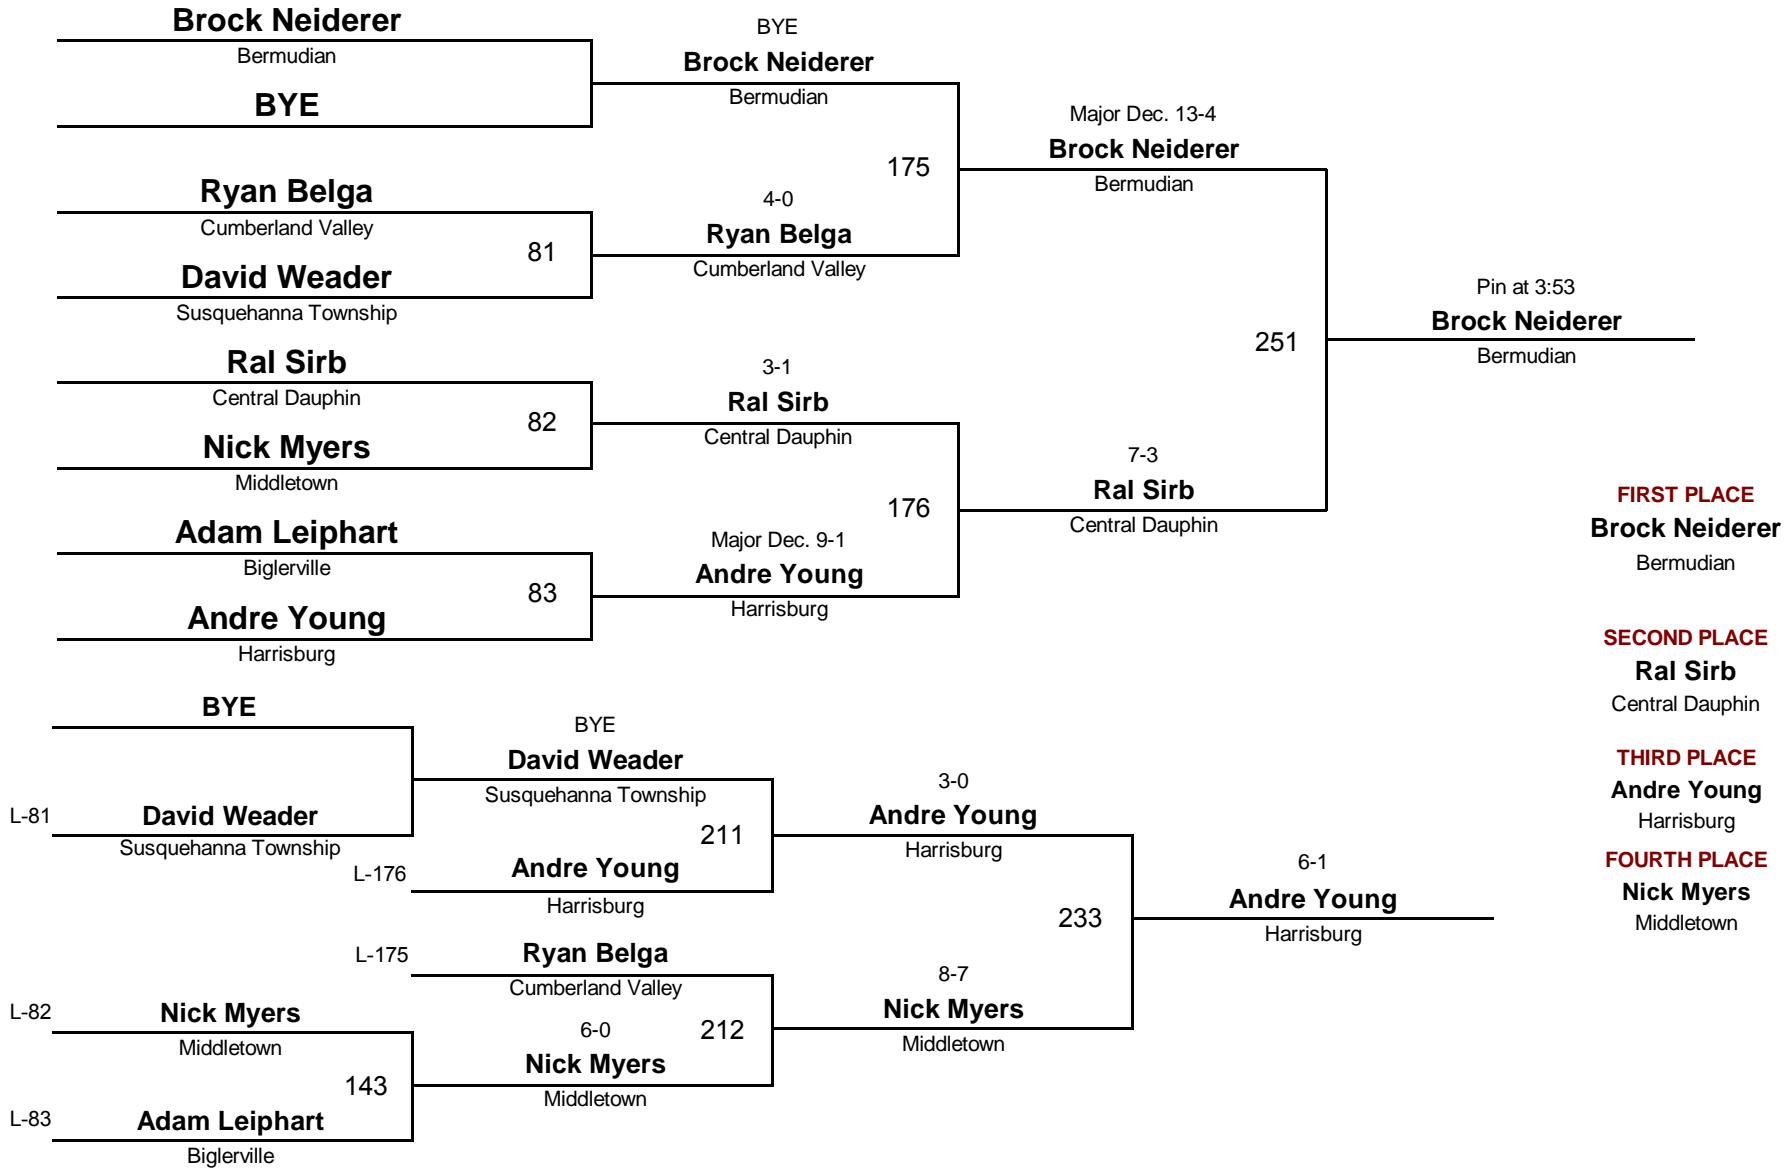 Brock Neiderer
Bermudian
BYE
Ryan Belga
Cumberland Valley
81
David Weader
Susquehanna Township
Ral Sirb
Central Dauphin
82
Nick Myers
Middletown
Adam Leiphart
Biglerville
83
Andre Young
Harrisburg
BYE
Brock Neiderer
Bermudian
175
4-0
Ryan Belga
Cumberland Valley
3-1
Ral Sirb
Central Dauphin
176
Major Dec. 9-1
Andre Young
Harrisburg
Major Dec. 13-4
Brock Neiderer
Bermudian
251
7-3
Ral Sirb
Central Dauphin
Pin at 3:53
Brock Neiderer
Bermudian
FIRST PLACE
Brock Neiderer
Bermudian
SECOND PLACE
Ral Sirb
Central Dauphin
THIRD PLACE
Andre Young
Harrisburg
FOURTH PLACE
Nick Myers
Middletown
BYE
L-81
David Weader
Susquehanna Township
L-82
Nick Myers
Middletown
143
L-83
Adam Leiphart
Biglerville
BYE
David Weader
Susquehanna Township
211
L-176
Andre Young
Harrisburg
L-175
Ryan Belga
Cumberland Valley
212
6-0
Nick Myers
Middletown
3-0
Andre Young
Harrisburg
233
8-7
Nick Myers
Middletown
6-1
Andre Young
Harrisburg